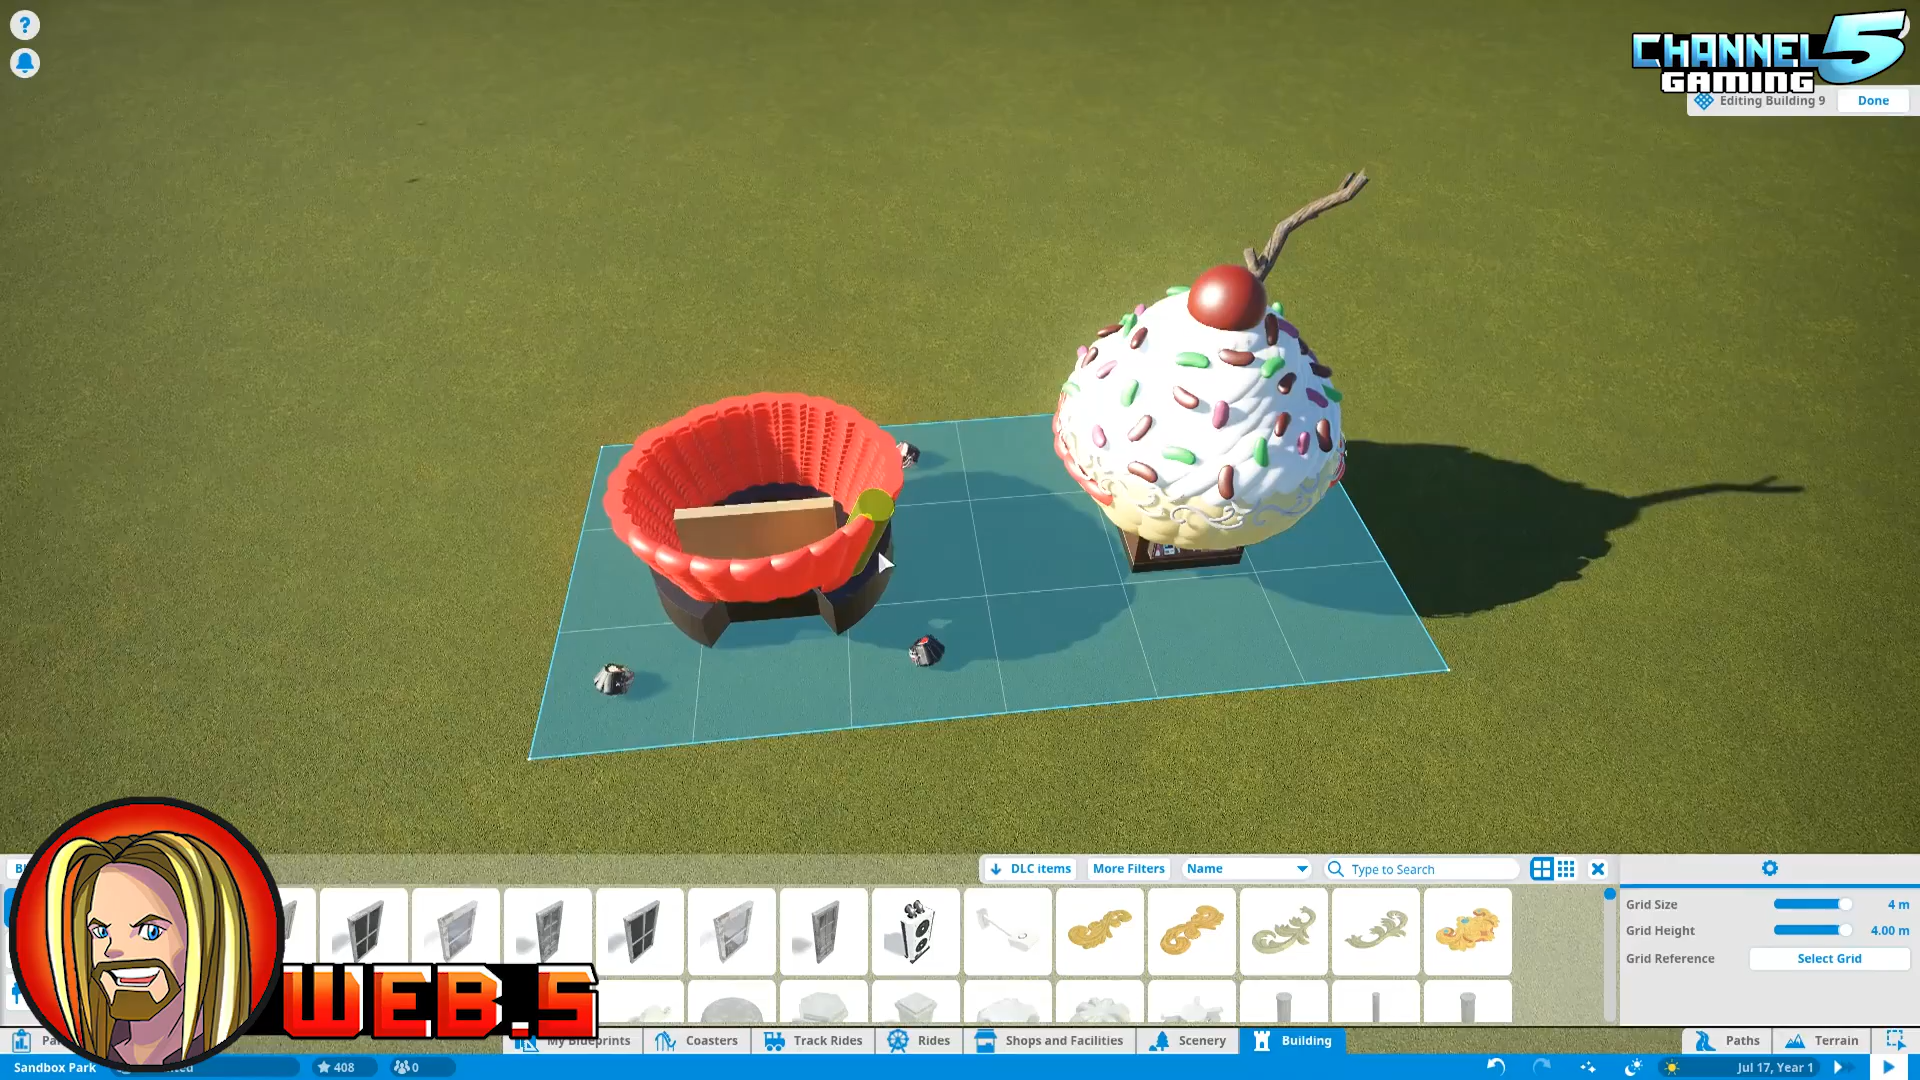 ?
CHANNEL 5
GAMING
Editing Building 9
Done
DLC items
More Filters
Name
Type to Search
Grid Size
4 m
Grid Height
4.00 m
Grid Reference
Select Grid
WEB.5
My Blueprints
Coasters
Track Rides
Rides
Shops and Facilities
Scenery
Building
Paths
Terrain
Sandbox Park
408
0
Jul 17, Year 1